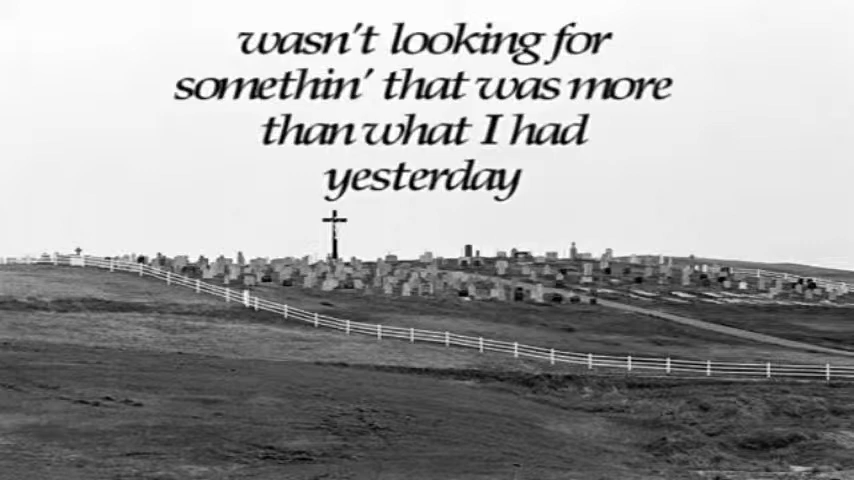 wasn't looking for
somethin' that was more
than what I had
yesterday